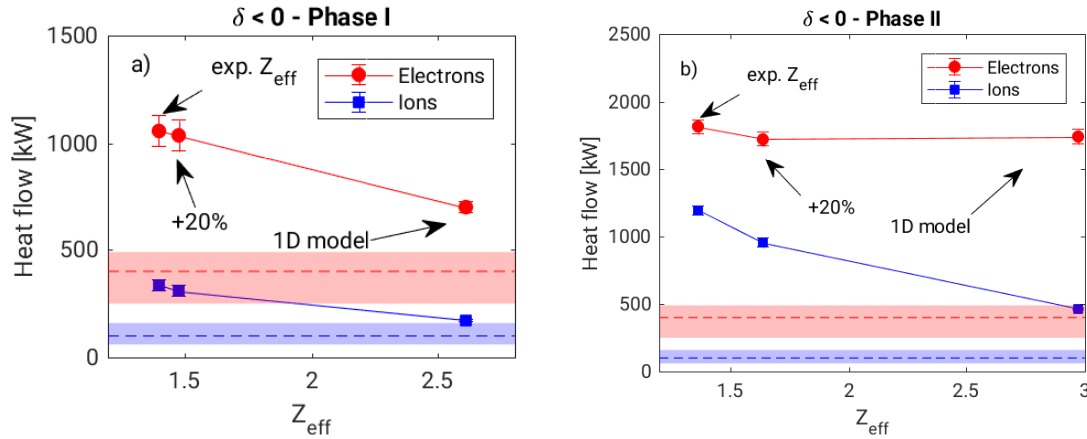 δ < 0 - Phase I
a)
exp. Z_eff
Electrons
Ions
+20%
1D model
Heat flow [kW]
1500
1000
500
0
1.5
2
2.5
Z_eff
δ < 0 - Phase II
b)
exp. Z_eff
Electrons
Ions
+20%
1D model
Heat flow [kW]
2500
2000
1500
1000
500
0
1.5
2
2.5
3
Z_eff